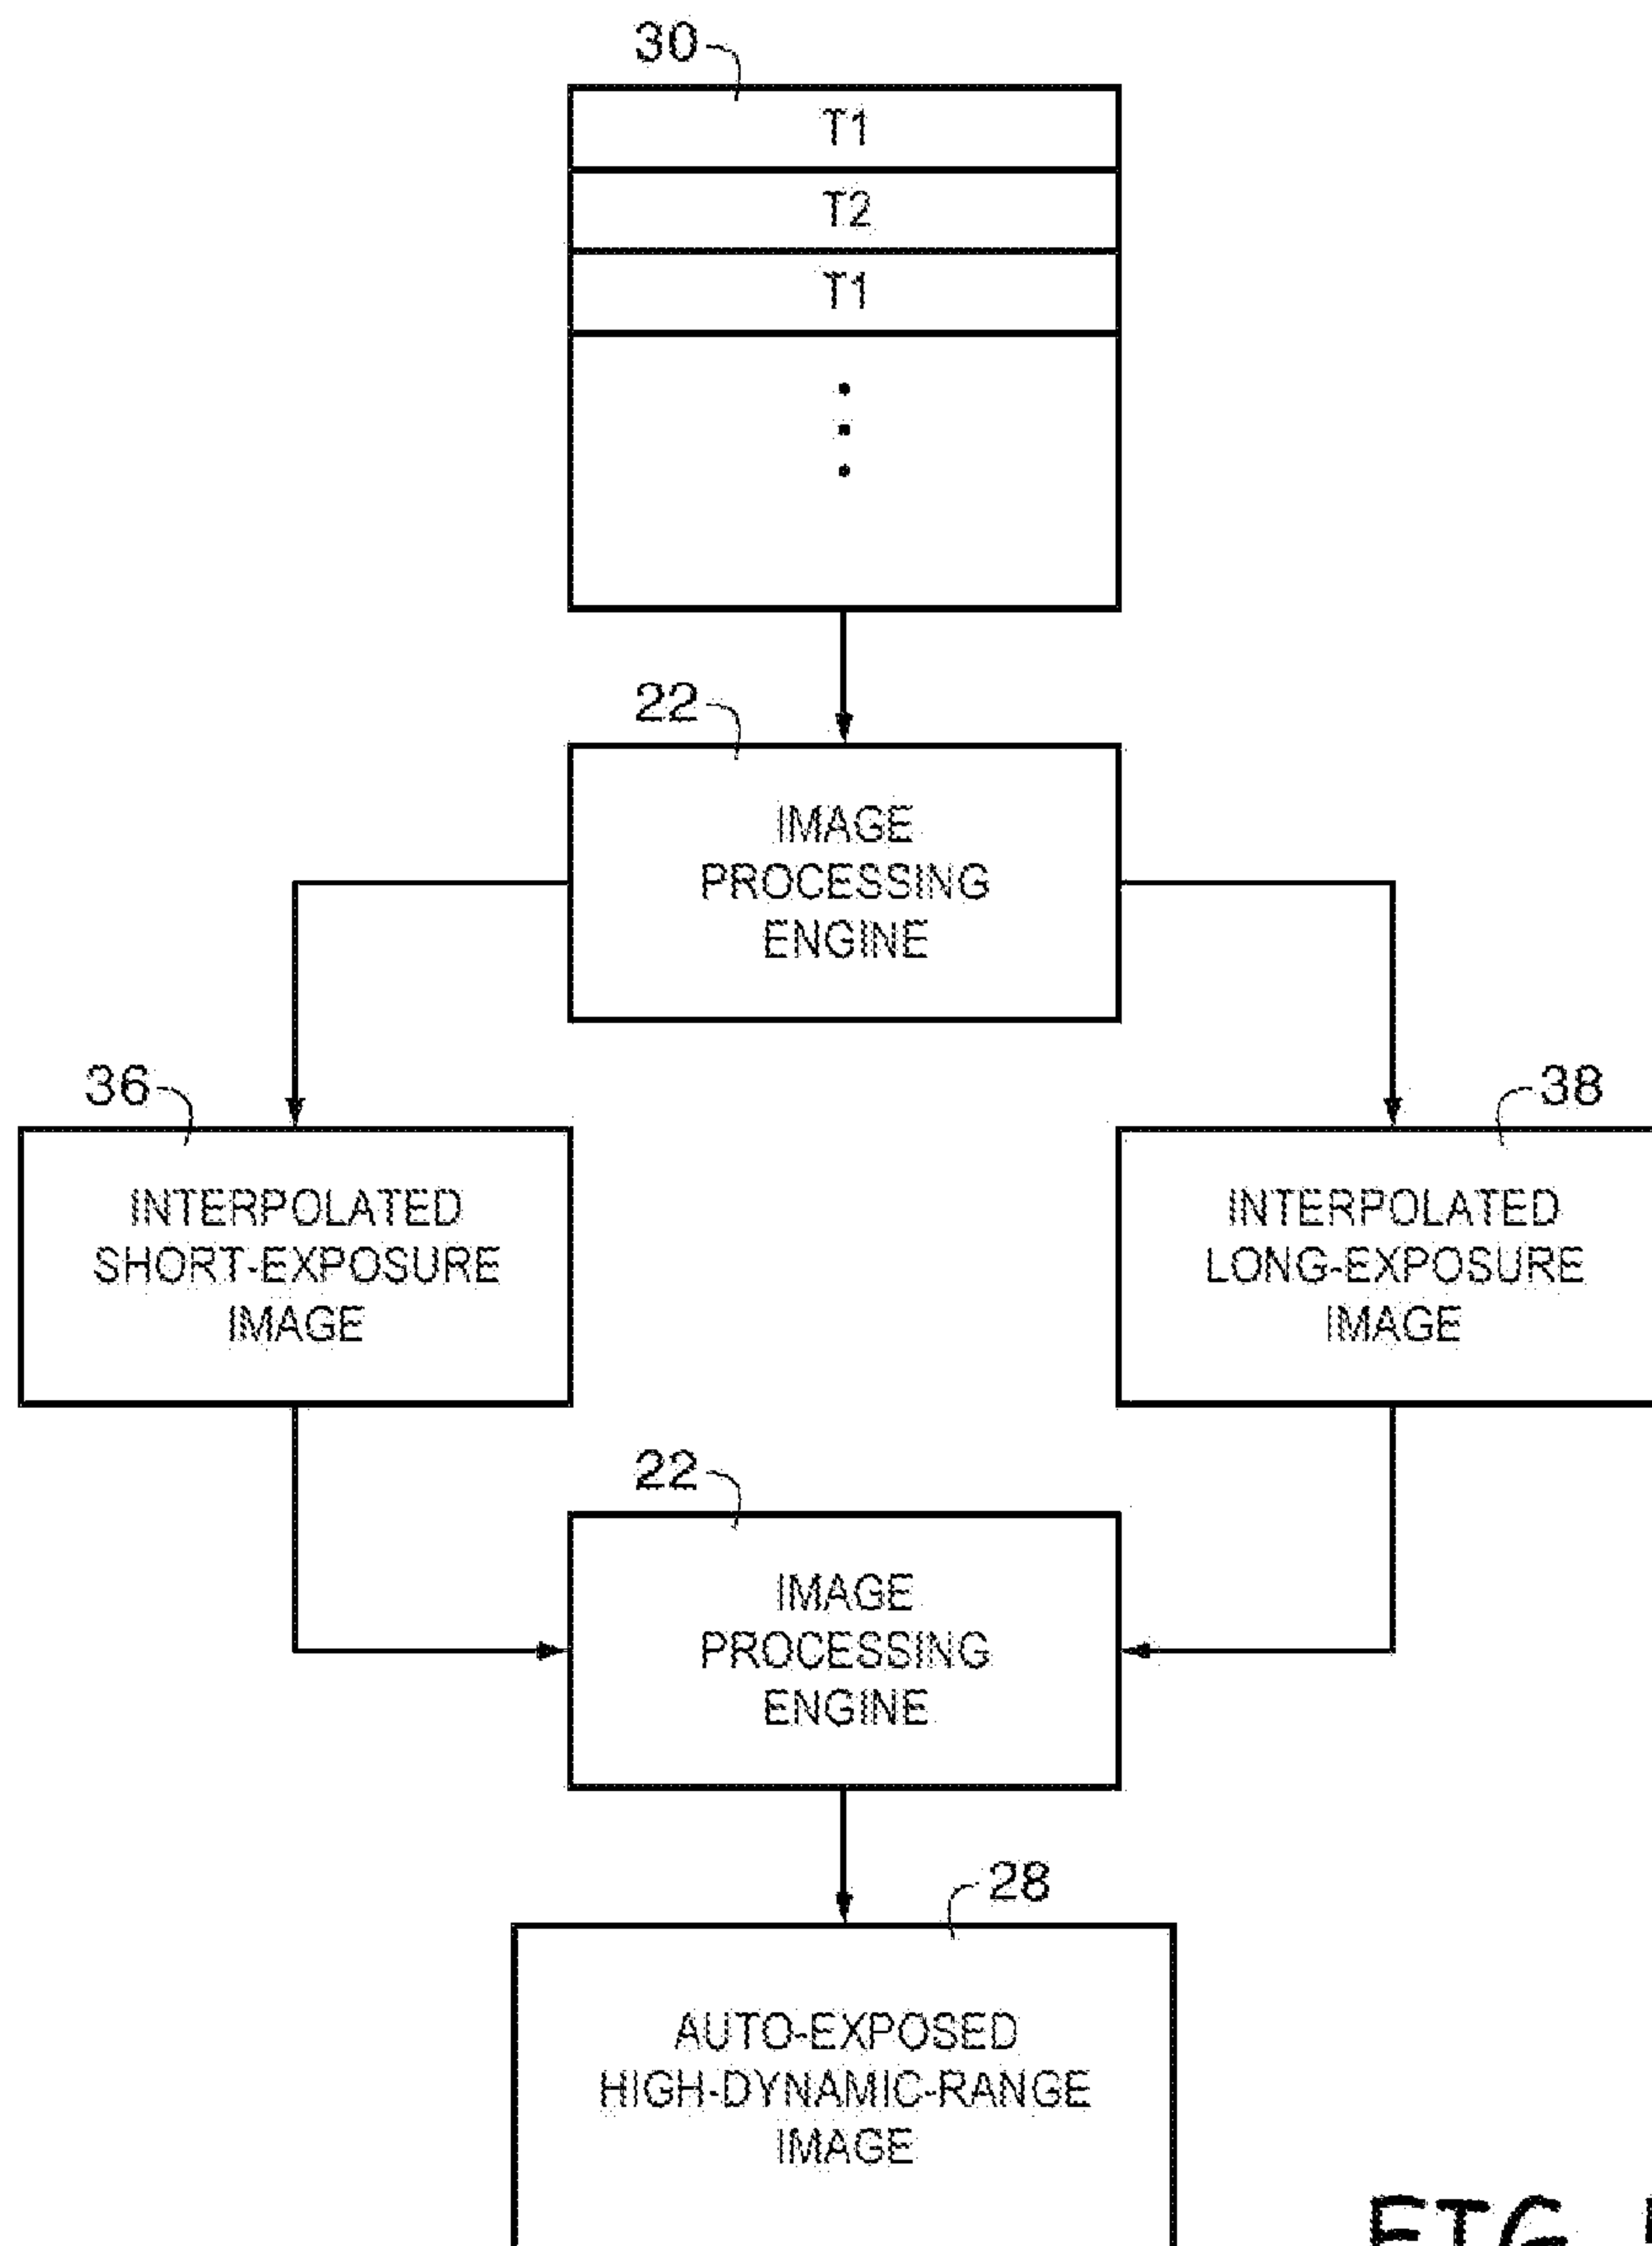 30
T1
T2
T1
22
IMAGE
PROCESSING
ENGINE
36
38
INTERPOLATED
SHORT-EXPOSURE
IMAGE
INTERPOLATED
LONG-EXPOSURE
IMAGE
22
IMAGE
PROCESSING
ENGINE
28
AUTO-EXPOSED
HIGH-DYNAMIC-RANGE
IMAGE
FIG.